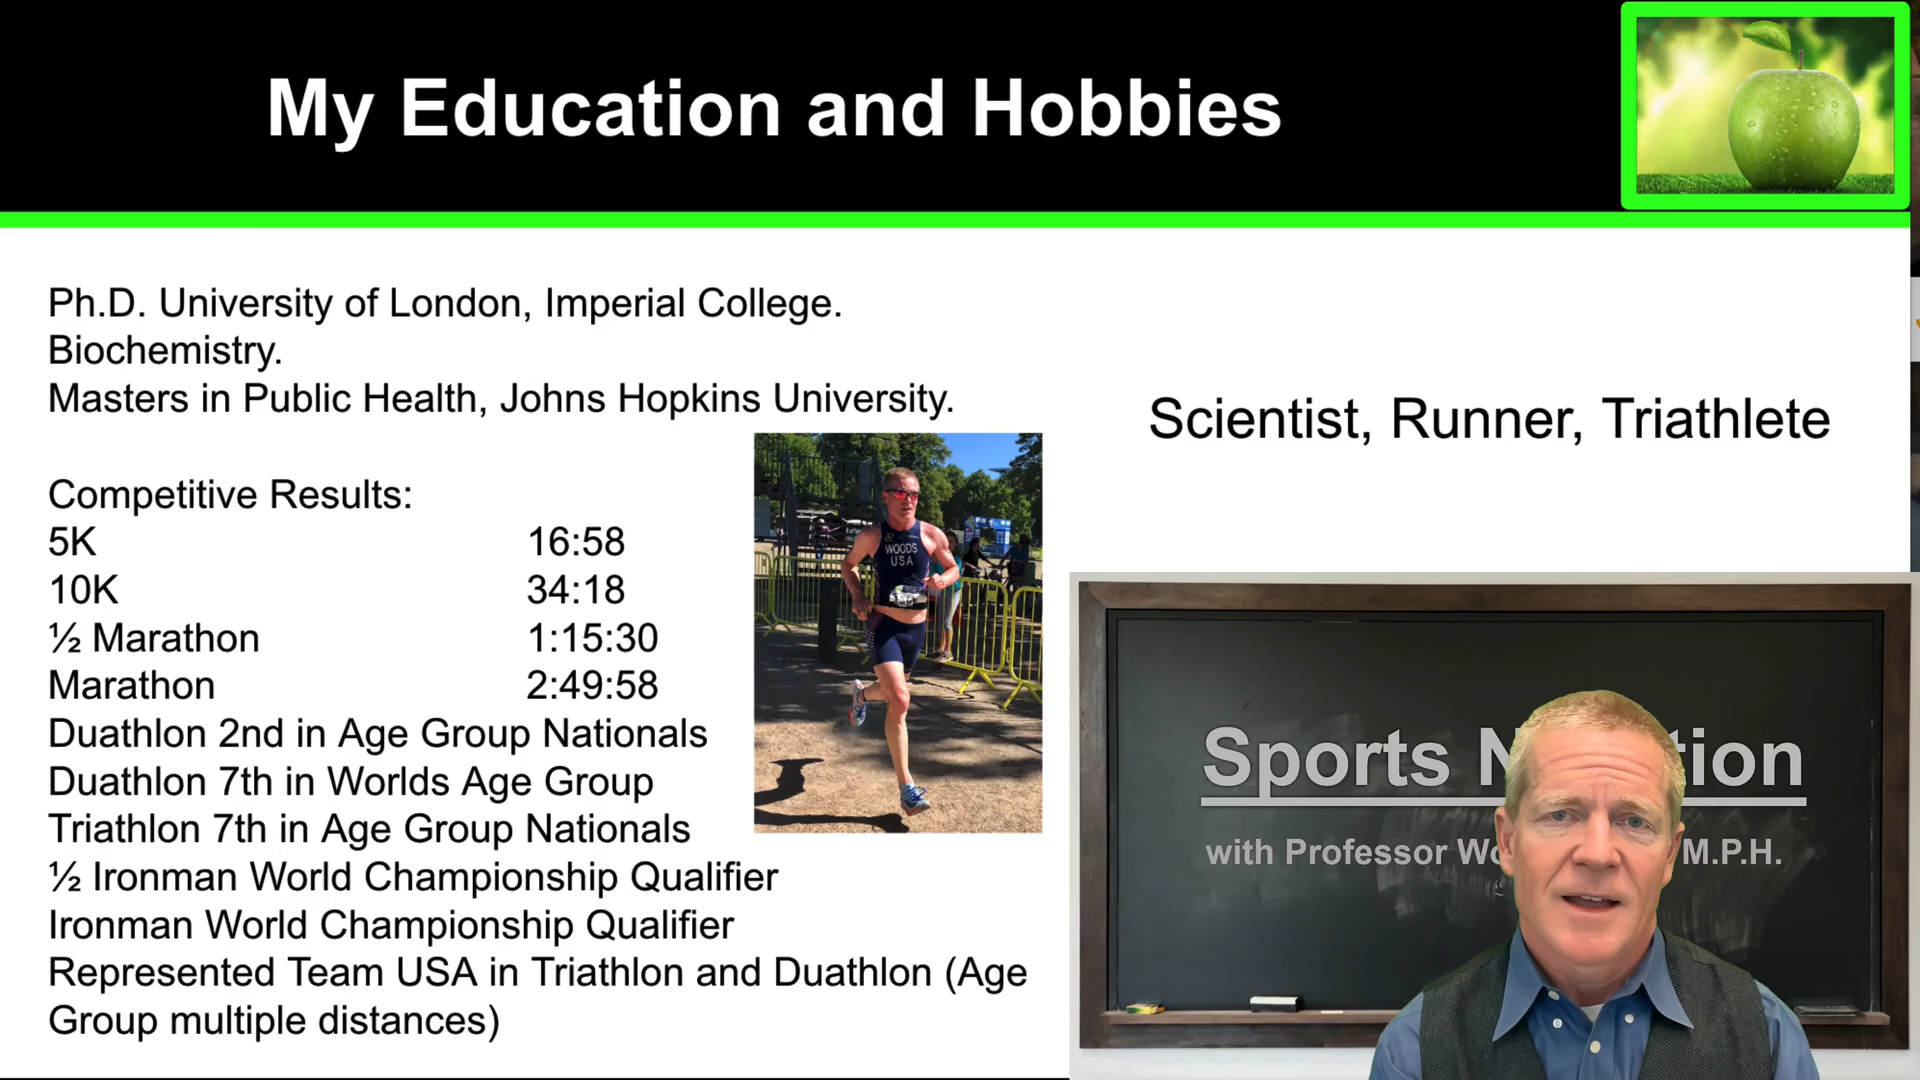 My Education and Hobbies
Ph.D. University of London, Imperial College.
Biochemistry.
Masters in Public Health, Johns Hopkins University.
Scientist, Runner, Triathlete
Competitive Results:
5K 16:58
10K 34:18
½ Marathon 1:15:30
Marathon 2:49:58
Duathlon 2nd in Age Group Nationals
Duathlon 7th in Worlds Age Group
Triathlon 7th in Age Group Nationals
½ Ironman World Championship Qualifier
Ironman World Championship Qualifier
Represented Team USA in Triathlon and Duathlon (Age
Group multiple distances)
WOODS
USA
Sports N tion
with Professor Wo M.P.H.